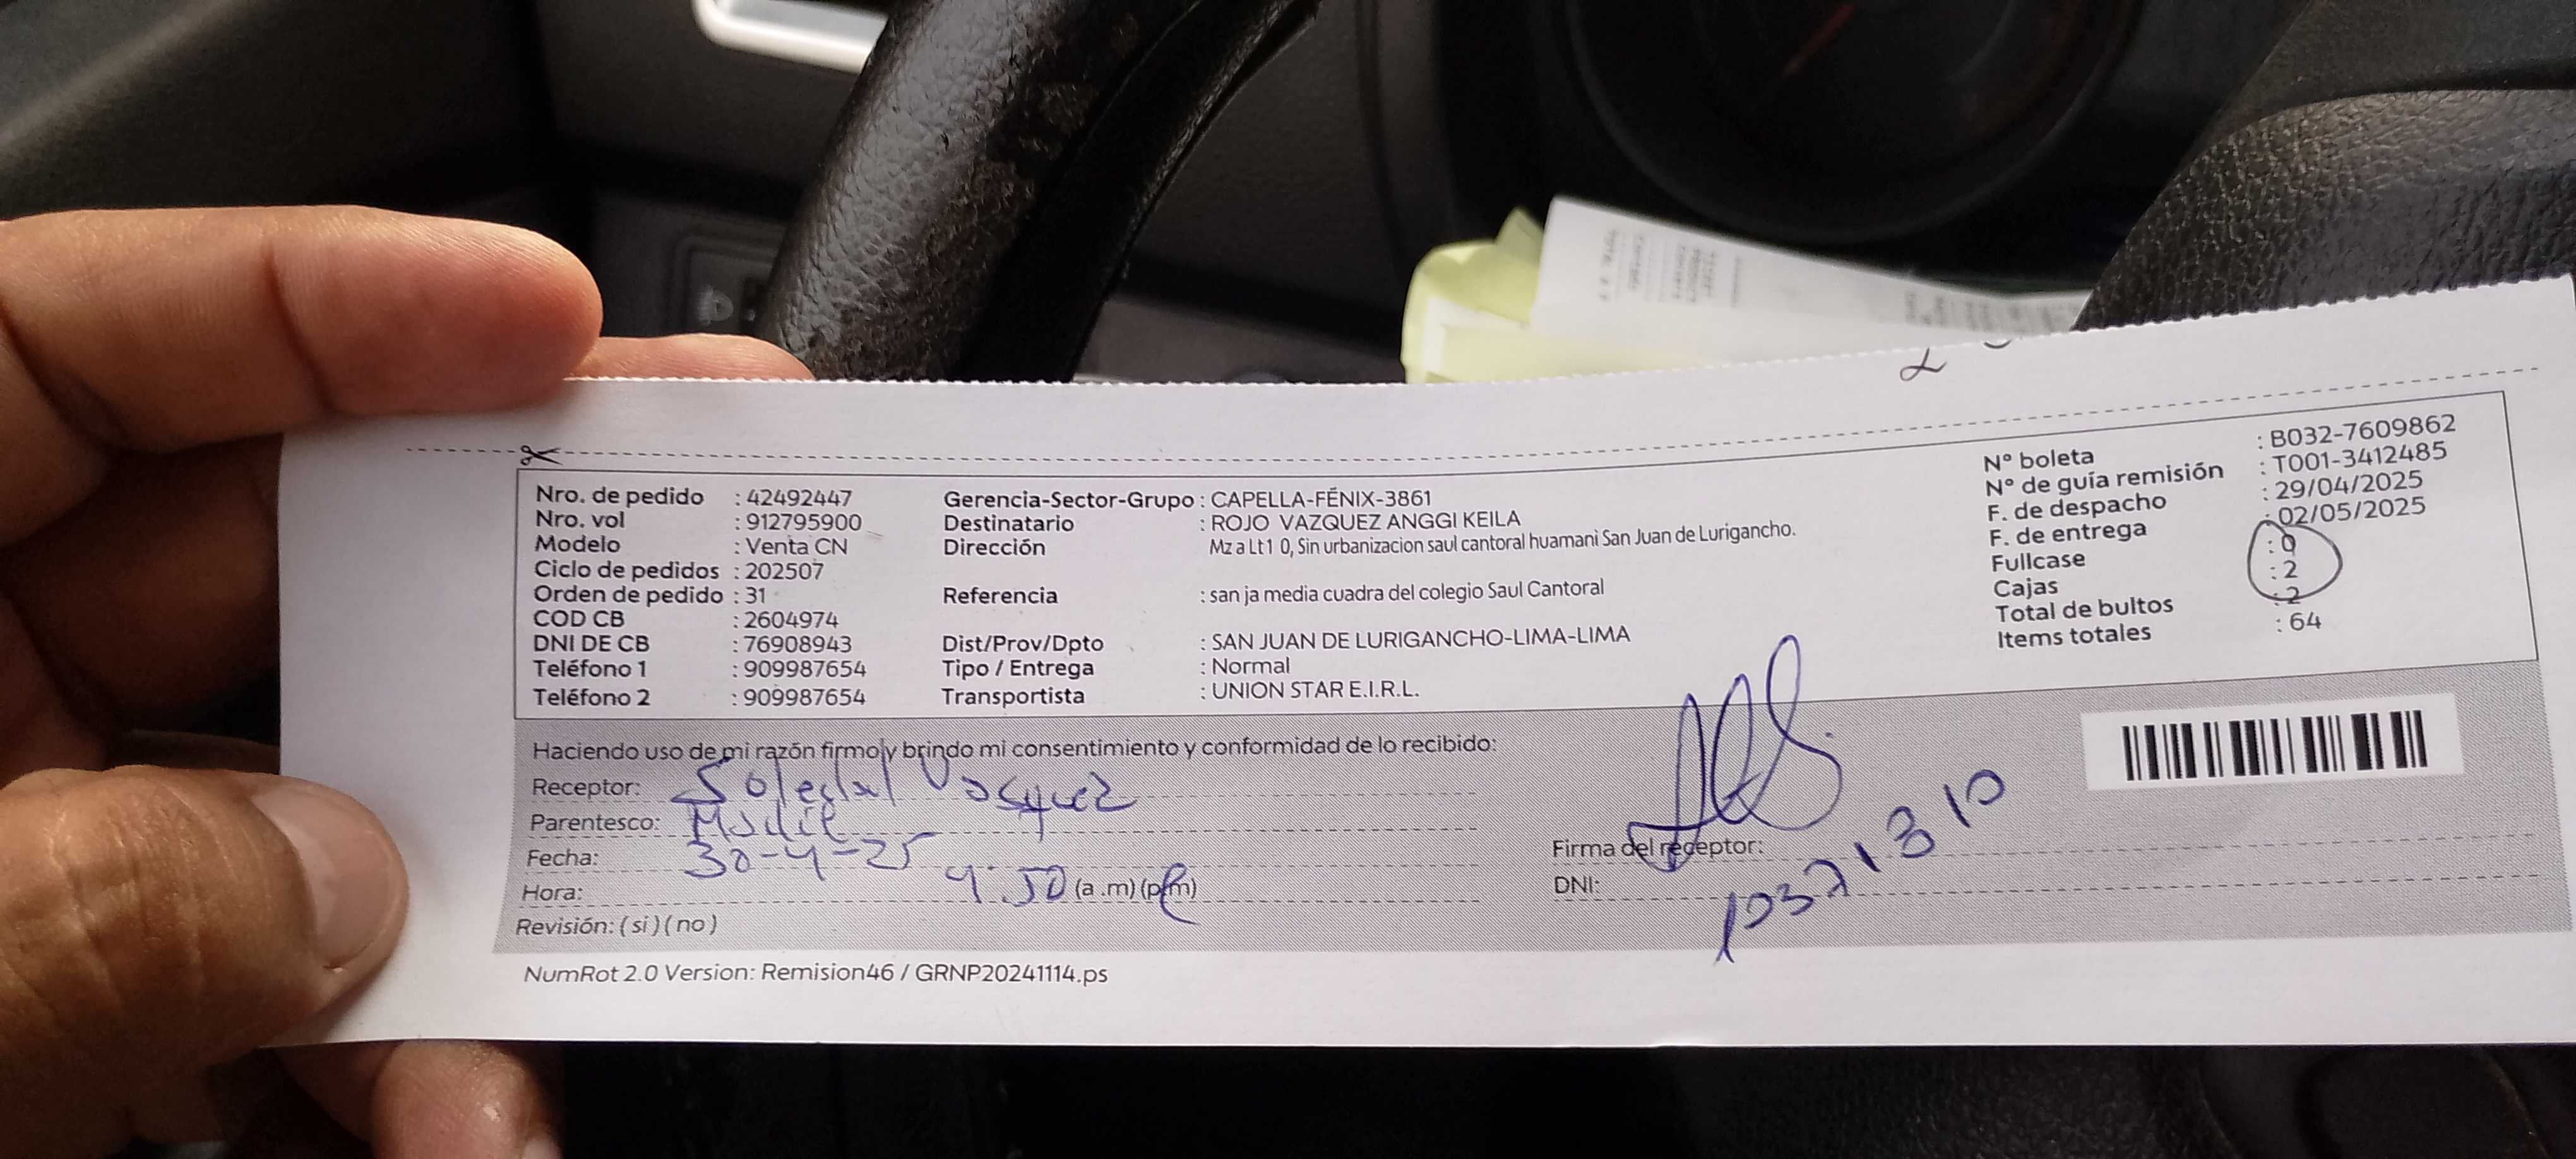 Nro. de pedido : 42492447
Nro. vol : 912795900
Modelo : Venta CN
Ciclo de pedidos : 202507
Orden de pedido : 31
COD CB : 2604974
DNI DE CB : 76908943
Teléfono 1 : 909987654
Teléfono 2 : 909987654
Gerencia-Sector-Grupo : CAPELLA-FÉNIX-3861
Destinatario : ROJO VAZQUEZ ANGGI KEILA
Dirección Mz a Lt1 0, Sin urbanizacion saul cantoral huamani San Juan de Lurigancho.
Referencia : san ja media cuadra del colegio Saul Cantoral
Dist/Prov/Dpto : SAN JUAN DE LURIGANCHO-LIMA-LIMA
Tipo / Entrega : Normal
Transportista : UNION STAR E.I.R.L.
N° boleta : B032-7609862
N° de guía remisión : T001-3412485
F. de despacho : 29/04/2025
F. de entrega : 02/05/2025
Fullcase : 0
Cajas : 2
Total de bultos : 2
Items totales : 64
Haciendo uso de mi razón firmo y brindo mi consentimiento y conformidad de lo recibido:
Receptor: Soledad Vasquez
Parentesco: Madre
Fecha: 30-4-25
Hora: 4:50 (a .m) (p.m)
Revisión: ( si ) ( no )
Firma del receptor:
DNI: 10371310
NumRot 2.0 Version: Remision46 / GRNP20241114.ps